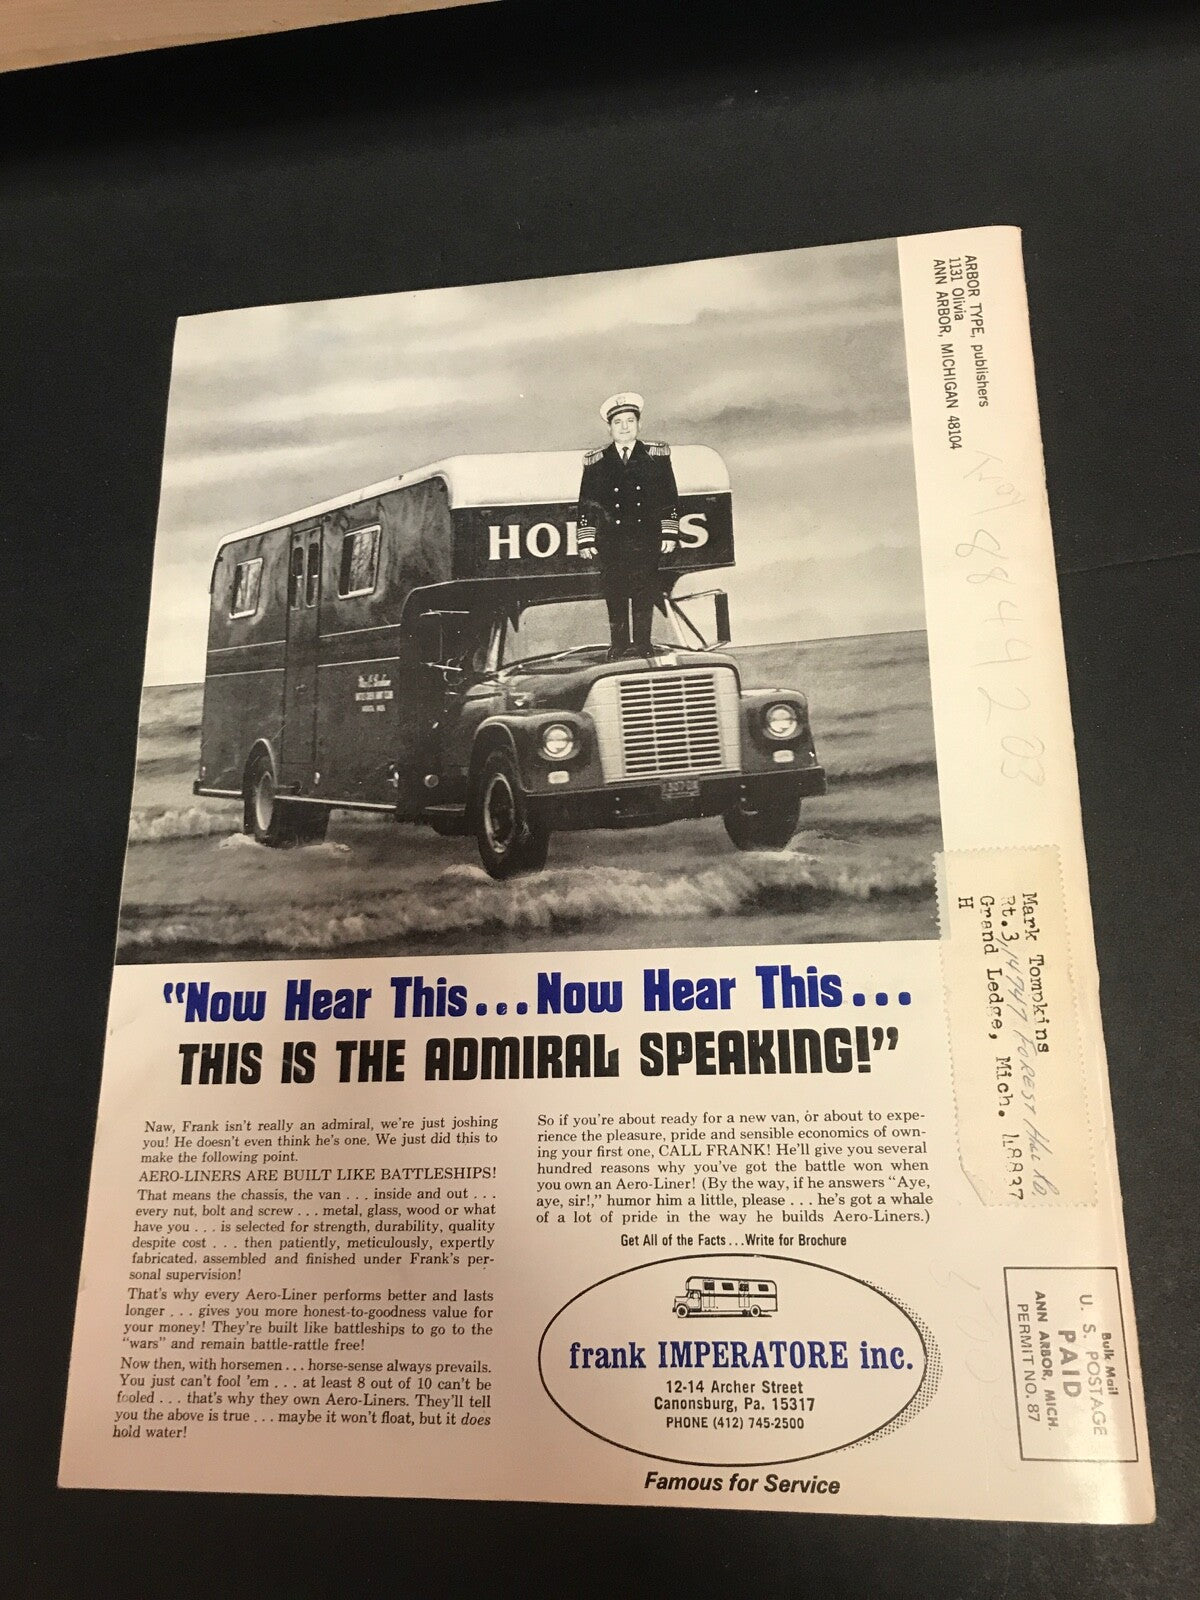 ARBOR TYPE, publishers
1131 Olivia
ANN ARBOR, MICHIGAN 48104
8844203
HO S
Mark Tompkins
Rt.3, 14747 FOREST Hill RD.
Grand Ledge, Mich.
H
"Now Hear This...Now Hear This...
THIS IS THE ADMIRAL SPEAKING!"
Naw, Frank isn't really an admiral, we're just joshing
you! He doesn't even think he's one. We just did this to
make the following point.
AERO-LINERS ARE BUILT LIKE BATTLESHIPS!
That means the chassis, the van . . . inside and out . . .
every nut, bolt and screw . . . metal, glass, wood or what
have you . . . is selected for strength, durability, quality
despite cost . . . then patiently, meticulously, expertly
fabricated, assembled and finished under Frank's per-
sonal supervision!
That's why every Aero-Liner performs better and lasts
longer . . . gives you more honest-to-goodness value for
your money! They're built like battleships to go to the
"wars" and remain battle-rattle free!
Now then, with horsemen . . . horse-sense always prevails.
You just can't fool 'em . . . at least 8 out of 10 can't be
fooled . . . that's why they own Aero-Liners. They'll tell
you the above is true . . . maybe it won't float, but it does
hold water!
So if you're about ready for a new van, or about to expe-
rience the pleasure, pride and sensible economics of own-
ing your first one, CALL FRANK! He'll give you several
hundred reasons why you've got the battle won when
you own an Aero-Liner! (By the way, if he answers "Aye,
aye, sir!," humor him a little, please . . . he's got a whale
of a lot of pride in the way he builds Aero-Liners.)
Get All of the Facts...Write for Brochure
frank IMPERATORE inc.
12-14 Archer Street
Canonsburg, Pa. 15317
PHONE (412) 745-2500
Famous for Service
Bulk Mail
U. S. POSTAGE
PAID
ANN ARBOR, MICH.
PERMIT NO. 87